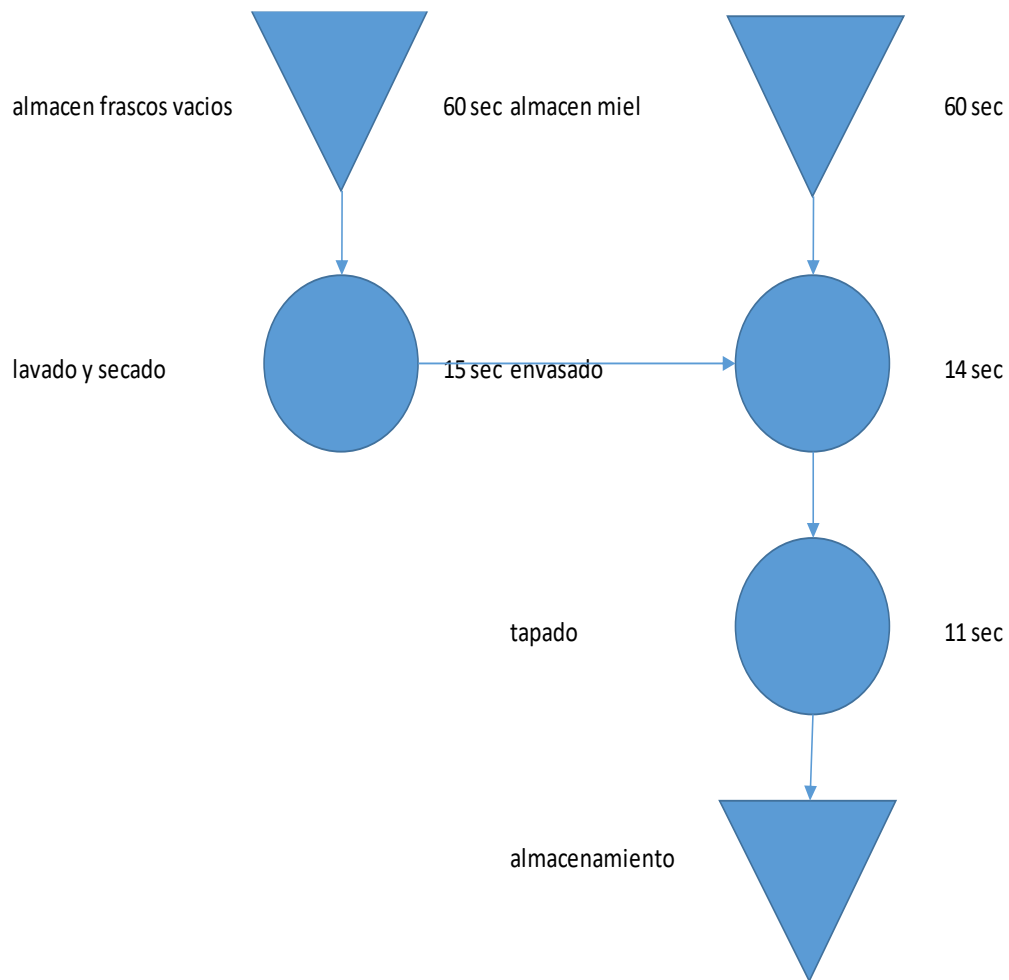 almacen frascos vacios 60 sec almacen miel 60 sec
lavado y secado 15 sec envasado 14 sec
tapado 11 sec
almacenamiento